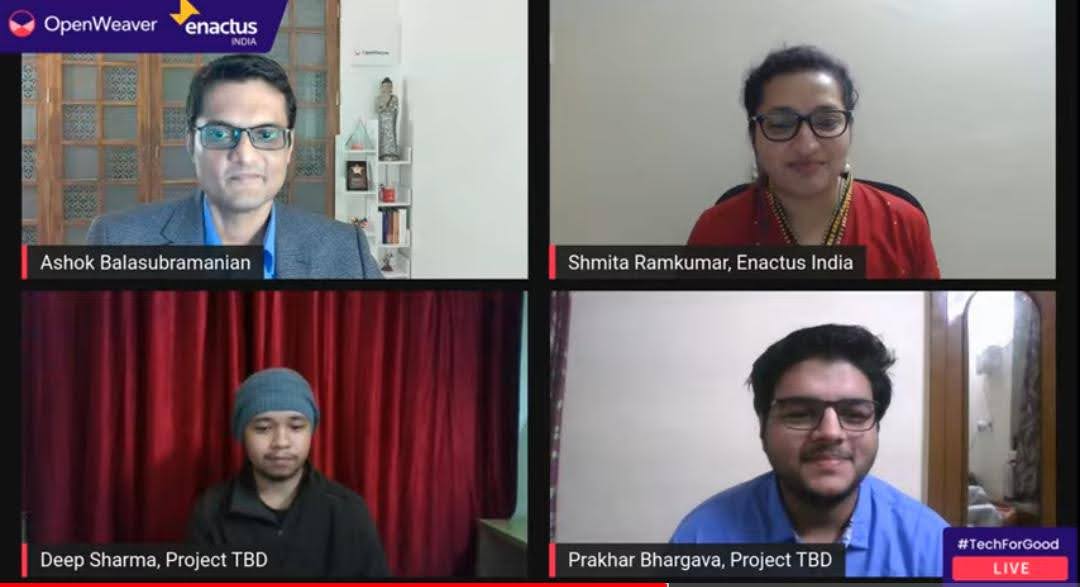 OpenWeaver
enactus
INDIA
Ashok Balasubramanian
Shmita Ramkumar, Enactus India
Deep Sharma, Project TBD
Prakhar Bhargava, Project TBD
#TechForGood
LIVE